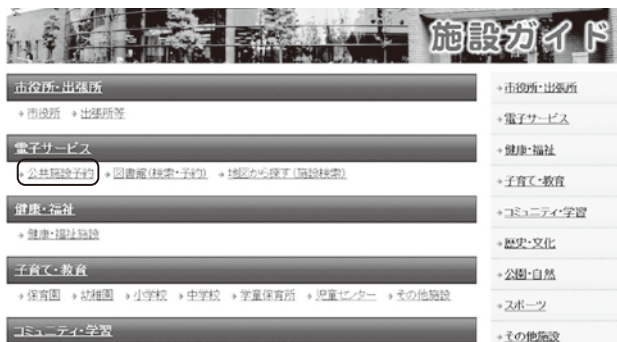 施設ガイド
市役所・出張所
市役所 出張所等
電子サービス
公共施設予約 図書館(検索・予約) 地図から探す(施設検索)
健康・福祉
健康・福祉施設
子育て・教育
保育園 幼稚園 小学校 中学校 学童保育所 児童センター その他施設
コミュニティ・学習
市役所・出張所
電子サービス
健康・福祉
子育て・教育
コミュニティ・学習
歴史・文化
公園・自然
スポーツ
その他施設